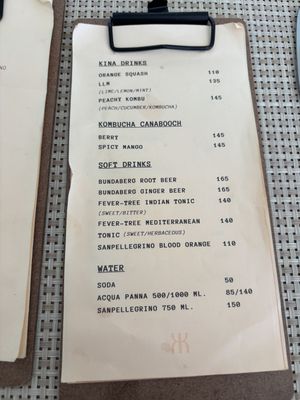 KINA DRINKS
ORANGE SQUASH 110
LLM 135
(LIME/LEMON/MINT)
PEACHY KOMBU 145
(PEACH/CUCUMBER/KOMBUCHA)
KOMBUCHA CANABOOCH
BERRY 145
SPICY MANGO 145
SOFT DRINKS
BUNDABERG ROOT BEER 165
BUNDABERG GINGER BEER 165
FEVER-TREE INDIAN TONIC 140
(SWEET/BITTER)
FEVER-TREE MEDITERRANEAN 140
TONIC (SWEET/HERBACEOUS)
SANPELLEGRINO BLOOD ORANGE 110
WATER
SODA 50
ACQUA PANNA 500/1000 ML. 85/140
SANPELLEGRINO 750 ML. 150